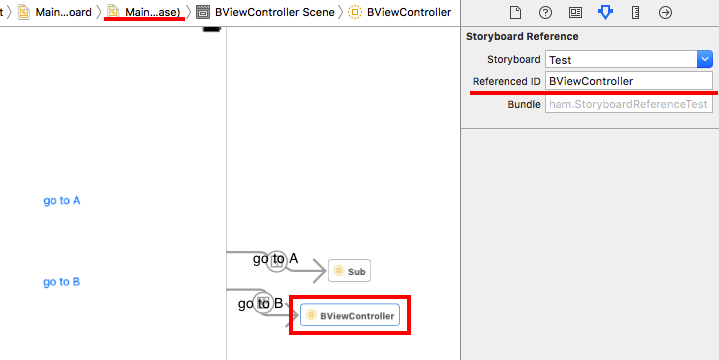 t Main...oard Main...ase) BViewController Scene BViewController
Storyboard Reference
Storyboard Test
Referenced ID BViewController
Bundle ham.StoryboardReferenceTest
go to A
go to B
go to A
Sub
go to B
BViewController